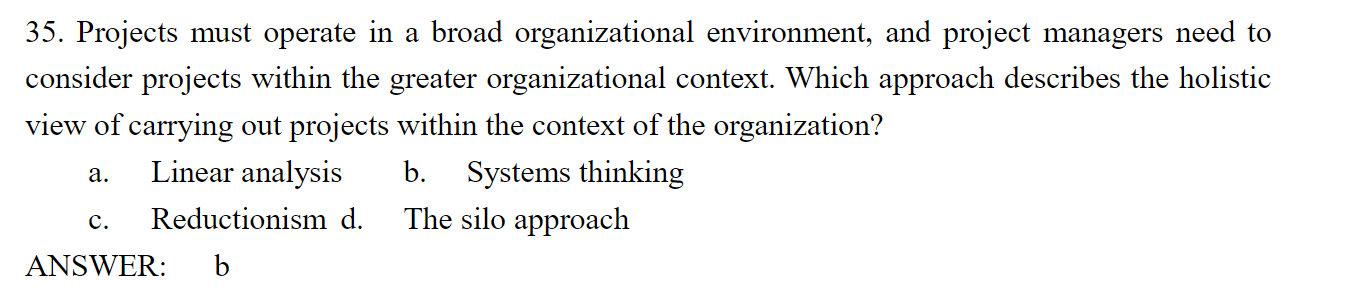 35. Projects must operate in a broad organizational environment, and project managers need to
consider projects within the greater organizational context. Which approach describes the holistic
view of carrying out projects within the context of the organization?
a. Linear analysis b. Systems thinking
c. Reductionism d. The silo approach
ANSWER: b